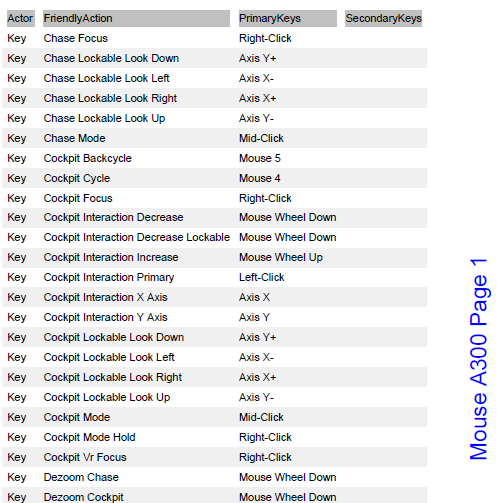 Actor FriendlyAction PrimaryKeys SecondaryKeys
Key Chase Focus Right-Click
Key Chase Lockable Look Down Axis Y+
Key Chase Lockable Look Left Axis X-
Key Chase Lockable Look Right Axis X+
Key Chase Lockable Look Up Axis Y-
Key Chase Mode Mid-Click
Key Cockpit Backcycle Mouse 5
Key Cockpit Cycle Mouse 4
Key Cockpit Focus Right-Click
Key Cockpit Interaction Decrease Mouse Wheel Down
Key Cockpit Interaction Decrease Lockable Mouse Wheel Down
Key Cockpit Interaction Increase Mouse Wheel Up
Key Cockpit Interaction Primary Left-Click
Key Cockpit Interaction X Axis Axis X
Key Cockpit Interaction Y Axis Axis Y
Key Cockpit Lockable Look Down Axis Y+
Key Cockpit Lockable Look Left Axis X-
Key Cockpit Lockable Look Right Axis X+
Key Cockpit Lockable Look Up Axis Y-
Key Cockpit Mode Mid-Click
Key Cockpit Mode Hold Right-Click
Key Cockpit Vr Focus Right-Click
Key Dezoom Chase Mouse Wheel Down
Key Dezoom Cockpit Mouse Wheel Down
Mouse A300 Page 1